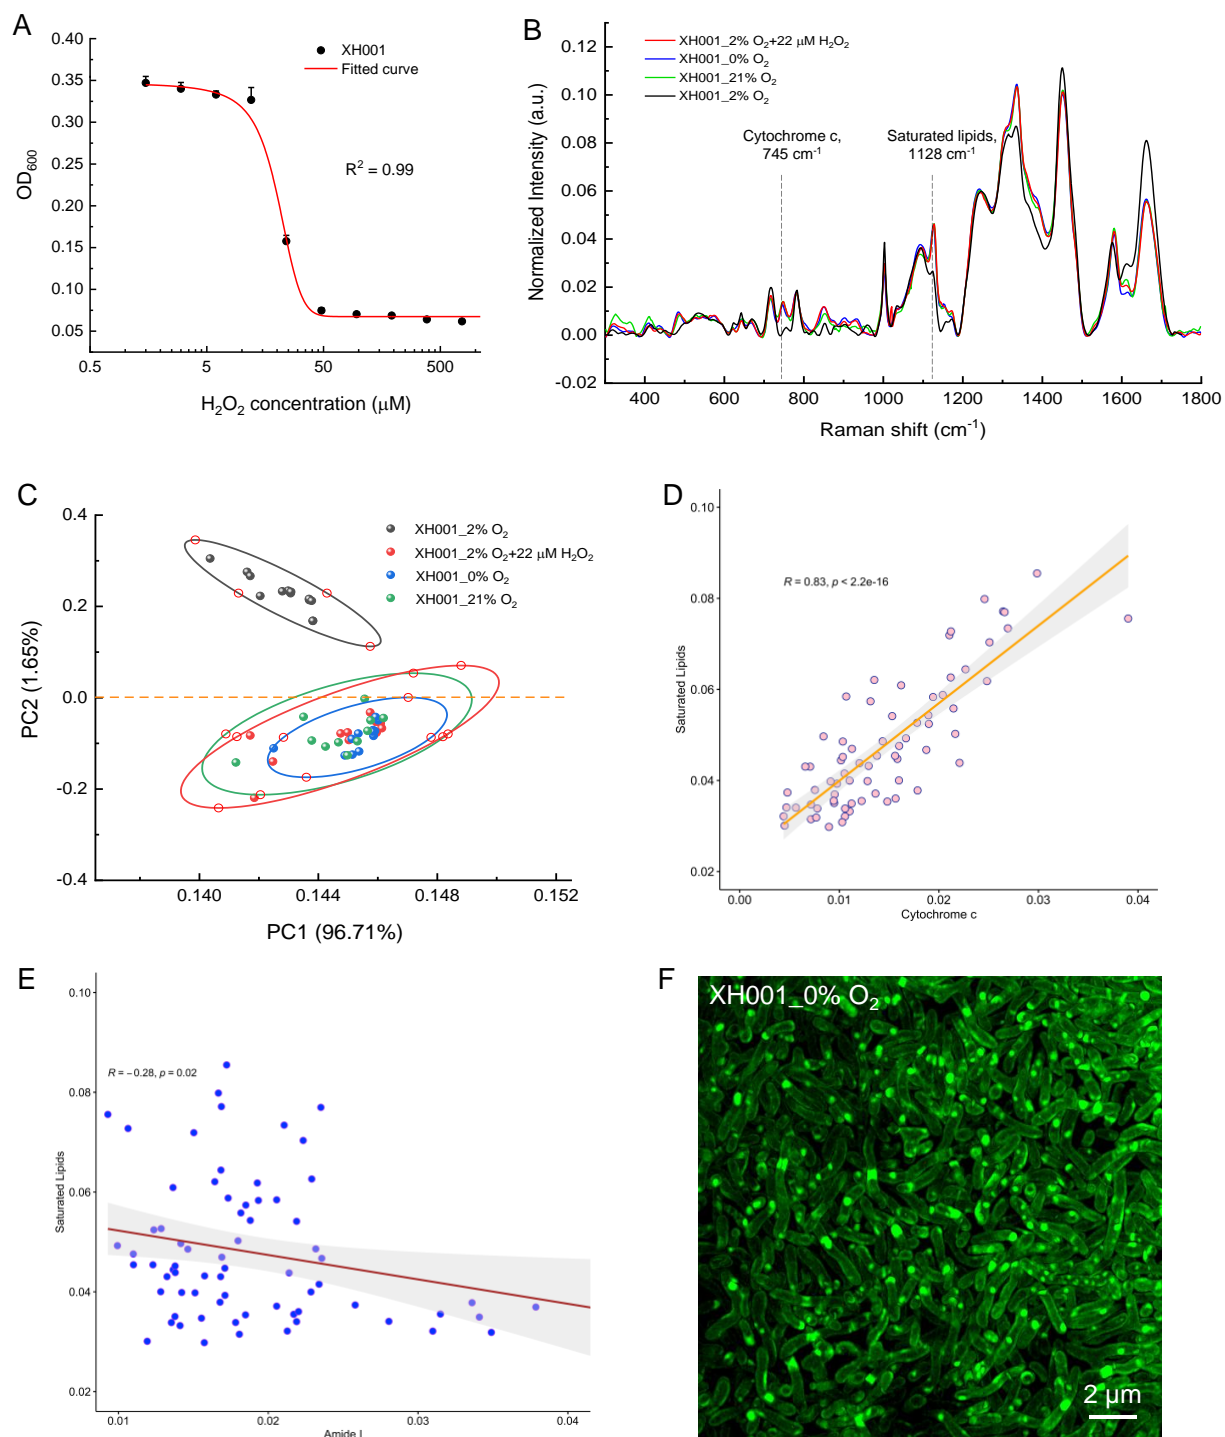 A
0.40
0.35
0.30
0.25
0.20
0.15
0.10
0.05
0.5
5
50
500
OD600
H2O2 concentration (μM)
XH001
Fitted curve
R2 = 0.99
B
0.12
0.10
0.08
0.06
0.04
0.02
0.00
-0.02
400
600
800
1000
1200
1400
1600
1800
Normalized Intensity (a.u.)
Raman shift (cm-1)
XH001_2% O2+22 μM H2O2
XH001_0% O2
XH001_21% O2
XH001_2% O2
Cytochrome c,
745 cm-1
Saturated lipids,
1128 cm-1
C
0.4
0.2
0.0
-0.2
-0.4
0.140
0.144
0.148
0.152
PC2 (1.65%)
PC1 (96.71%)
XH001_2% O2
XH001_2% O2+22 μM H2O2
XH001_0% O2
XH001_21% O2
D
0.10
0.08
0.06
0.04
0.02
0.00
0.01
0.02
0.03
0.04
Saturated Lipids
Cytochrome c
R = 0.83, p < 2.2e-16
E
0.10
0.08
0.06
0.04
0.02
0.01
0.02
0.03
0.04
Saturated Lipids
Amide I
R = −0.28, p = 0.02
F
XH001_0% O2
2 μm